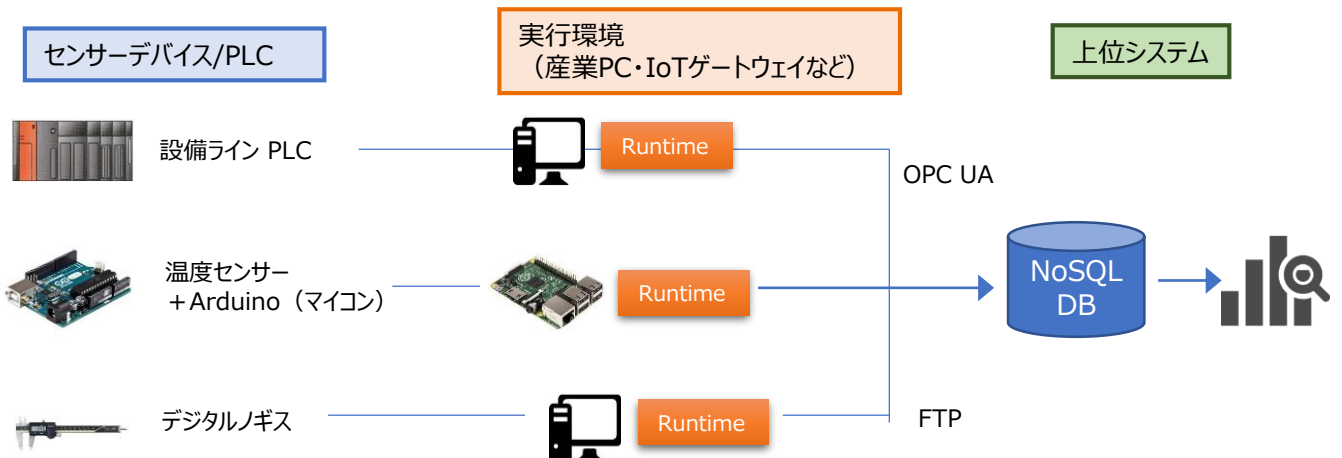 センサーデバイス/PLC
実行環境
（産業PC・IoTゲートウェイなど）
上位システム
設備ライン PLC
Runtime
OPC UA
温度センサー
＋Arduino（マイコン）
Runtime
NoSQL
DB
デジタルノギス
Runtime
FTP